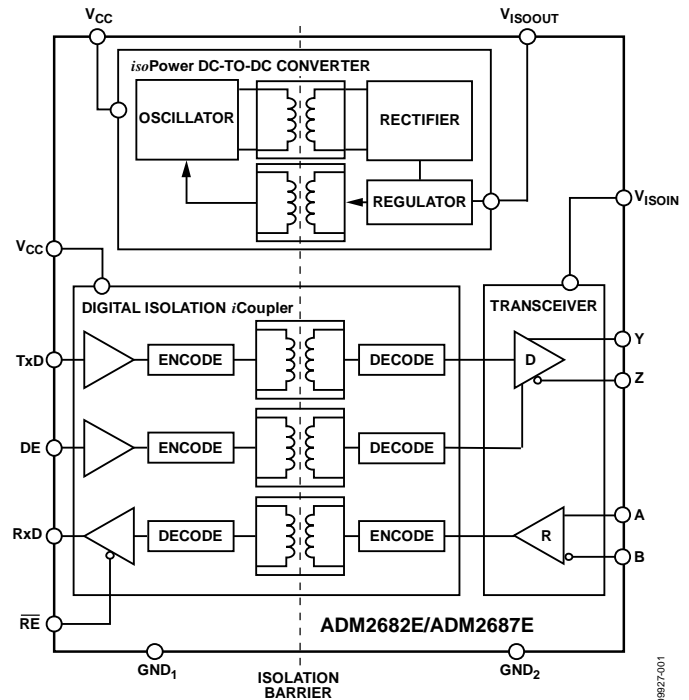 VCC
VISOOUT
isoPower DC-TO-DC CONVERTER
OSCILLATOR
RECTIFIER
REGULATOR
VISOIN
VCC
DIGITAL ISOLATION iCoupler
TRANSCEIVER
TxD
ENCODE
DECODE
D
Y
Z
DE
ENCODE
DECODE
RxD
DECODE
ENCODE
R
A
B
RE
ADM2682E/ADM2687E
GND1
GND2
ISOLATION
BARRIER
09927-001